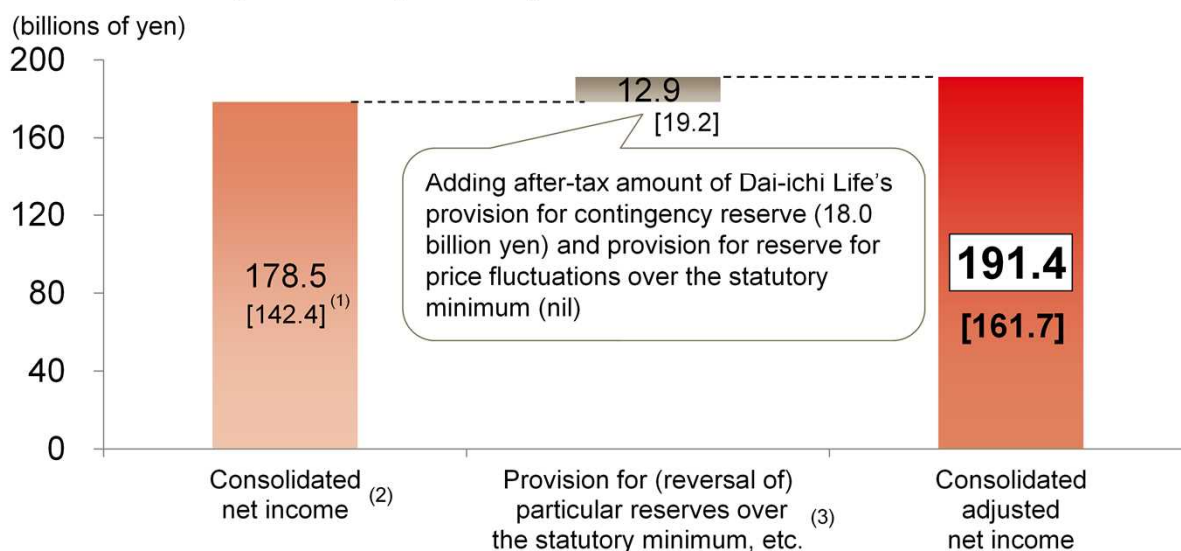 (billions of yen)
200
160
120
80
40
0
12.9
[19.2]
Adding after-tax amount of Dai-ichi Life's
provision for contingency reserve (18.0
billion yen) and provision for reserve for
price fluctuations over the statutory
minimum (nil)
178.5
[142.4] (1)
191.4
[161.7]
Consolidated
net income (2)
Provision for (reversal of)
particular reserves over (3)
the statutory minimum, etc.
Consolidated
adjusted
net income